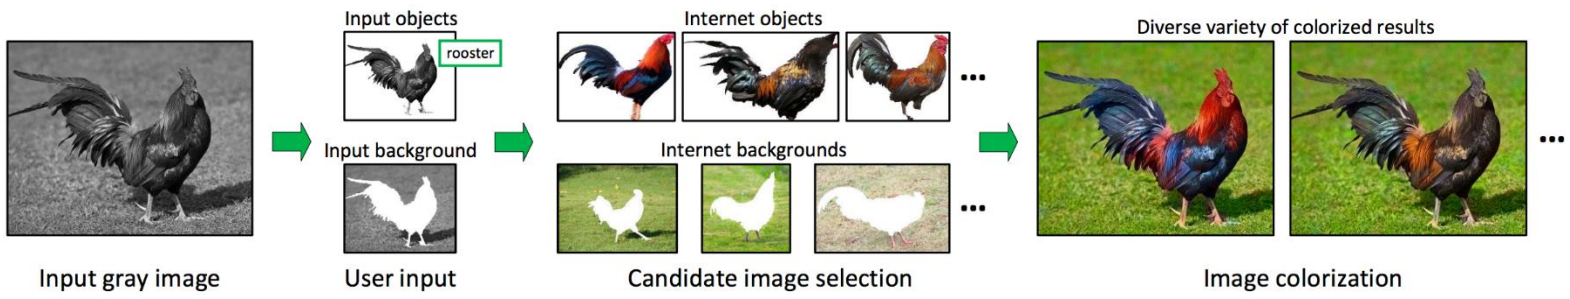 Input objects
rooster
Input background
Internet objects
...
Internet backgrounds
...
Diverse variety of colorized results
...
Input gray image
User input
Candidate image selection
Image colorization